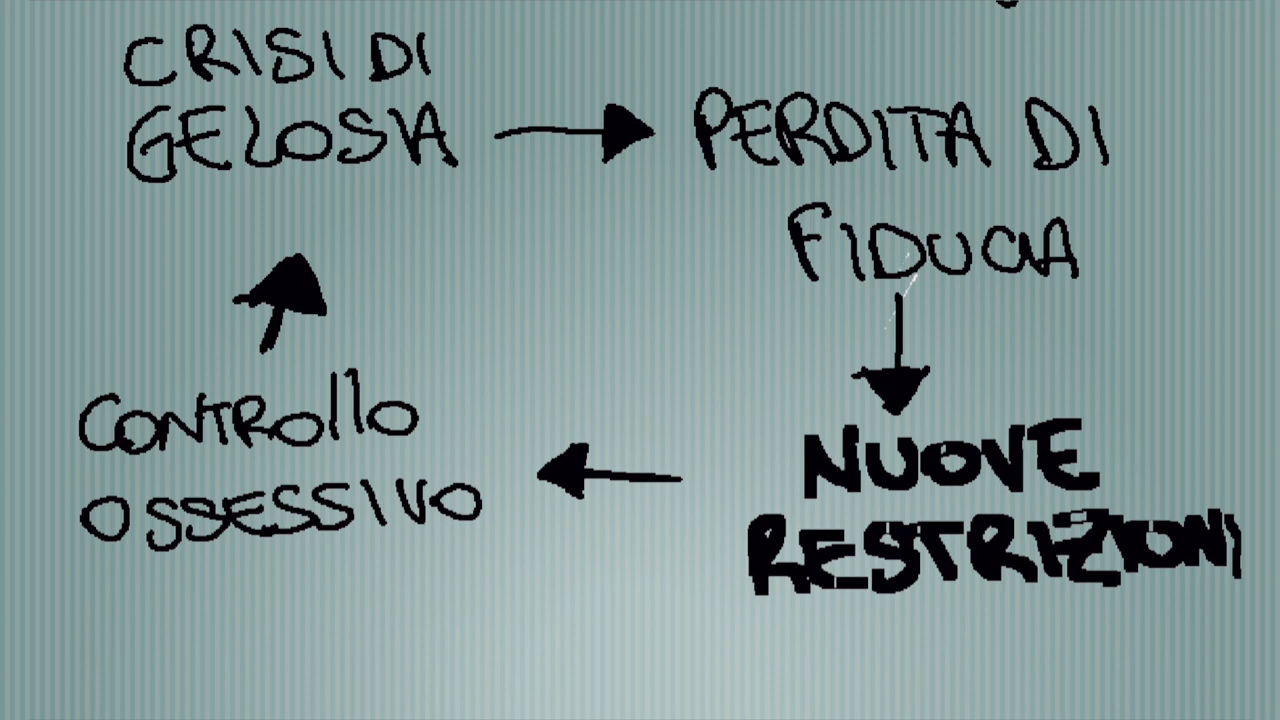 CRISI DI
GELOSIA
PERDITA DI
FIDUCIA
NUOVE
RESTRIZIONI
CONTROllO
OSSESSIVO